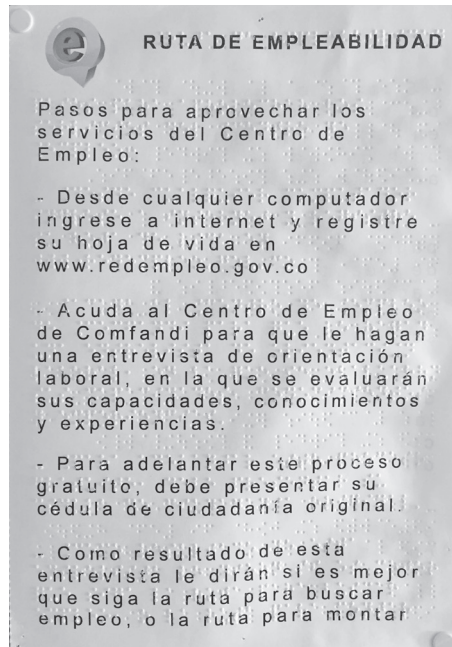 e
RUTA DE EMPLEABILIDAD
Pasos para aprovechar los
servicios del Centro de
Empleo:
- Desde cualquier computador
ingrese a internet y registre
su hoja de vida en
www.redempleo.gov.co
- Acuda al Centro de Empleo
de Comfandi para que le hagan
una entrevista de orientación
laboral, en la que se evaluarán
sus capacidades, conocimientos
y experiencias.
- Para adelantar este proceso
gratuito, debe presentar su
cédula de ciudadanía original.
- Como resultado de esta
entrevista le dirán si es mejor
que siga la ruta para buscar
empleo, o la ruta para montar